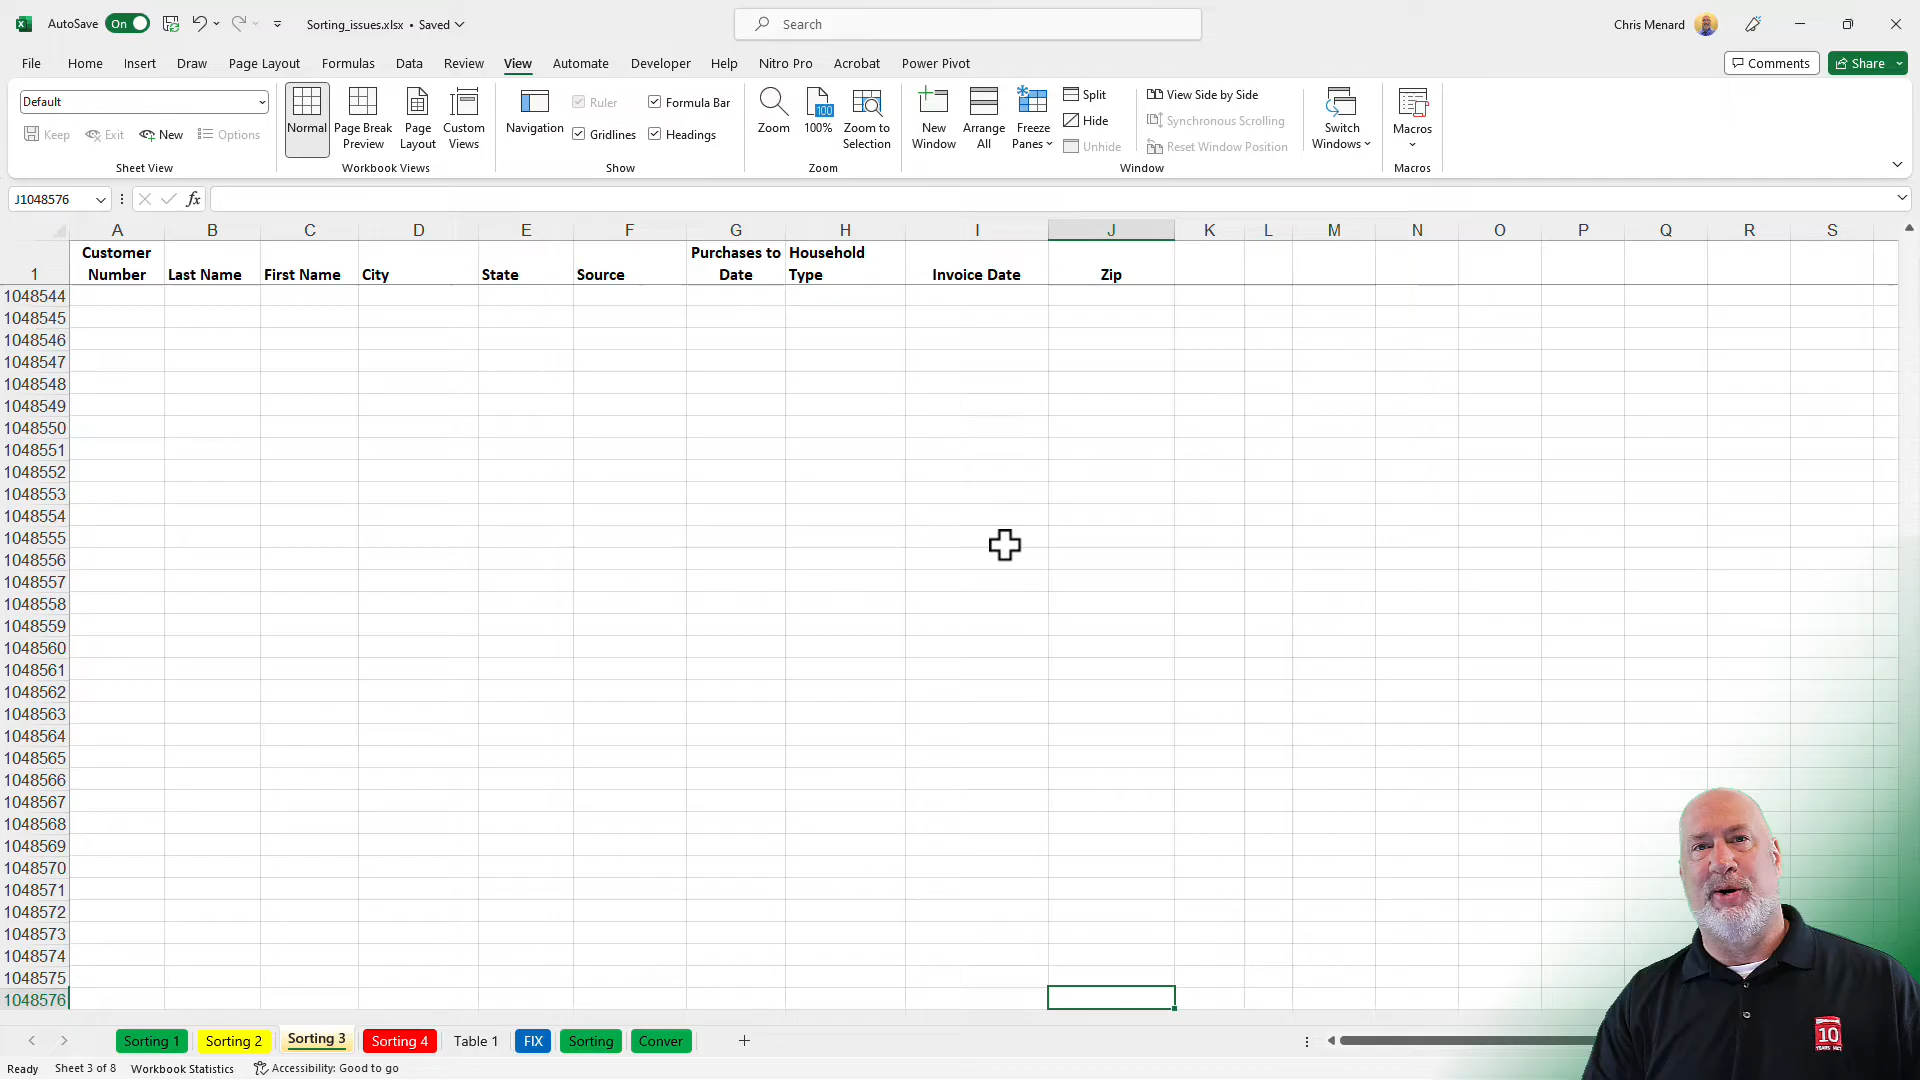 AutoSave On Sorting_issues.xlsx • Saved Search Chris Menard
File Home Insert Draw Page Layout Formulas Data Review View Automate Developer Help Nitro Pro Acrobat Power Pivot Comments Share
Default
Keep Exit New Options
Sheet View
Normal
Page Break Preview
Page Layout
Custom Views
Workbook Views
Navigation
Ruler Formula Bar
Gridlines Headings
Show
Zoom
100 100%
Zoom to Selection
Zoom
New Window
Arrange All
Freeze Panes
Split
Hide
Unhide
View Side by Side
Synchronous Scrolling
Reset Window Position
Window
Switch Windows
Macros
Macros
J1048576 fx
A B C D E F G H I J K L M N O P Q R S
1 Customer Number Last Name First Name City State Source Purchases to Date Household Type Invoice Date Zip
1048544
1048545
1048546
1048547
1048548
1048549
1048550
1048551
1048552
1048553
1048554
1048555
1048556
1048557
1048558
1048559
1048560
1048561
1048562
1048563
1048564
1048565
1048566
1048567
1048568
1048569
1048570
1048571
1048572
1048573
1048574
1048575
1048576
10
Sorting 1 Sorting 2 Sorting 3 Sorting 4 Table 1 FIX Sorting Conver
Ready Sheet 3 of 8 Workbook Statistics Accessibility: Good to go